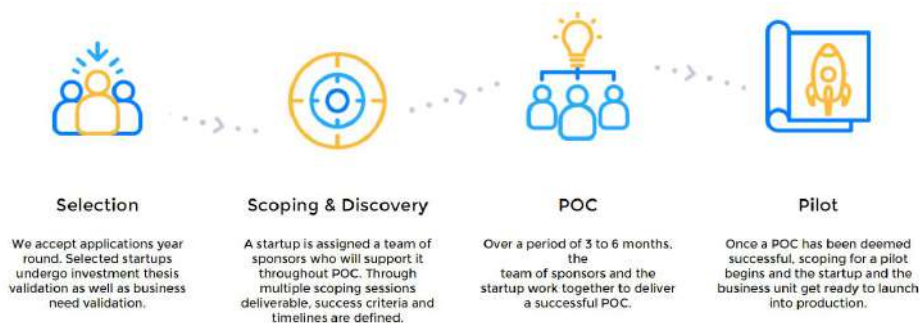 Selection
We accept applications year
round. Selected startups
undergo investment thesis
validation as well as business
need validation.
Scoping & Discovery
A startup is assigned a team of
sponsors who will support it
throughout POC. Through
multiple scoping sessions
deliverable, success criteria and
timelines are defined.
POC
Over a period of 3 to 6 months,
the
team of sponsors and the
startup work together to deliver
a successful POC.
Pilot
Once a POC has been deemed
successful, scoping for a pilot
begins and the startup and the
business unit get ready to launch
into production.